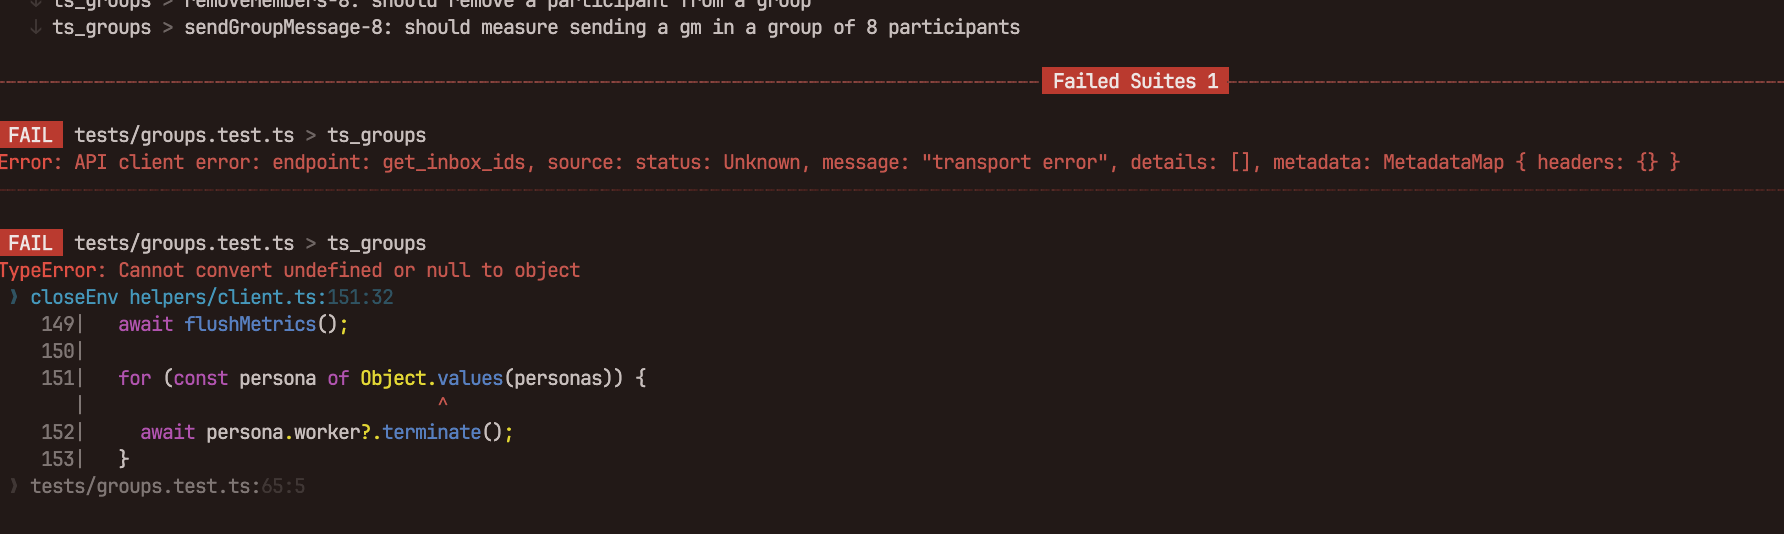 ↓ ts_groups > removeMembers-8: should remove a participant from a group
↓ ts_groups > sendGroupMessage-8: should measure sending a gm in a group of 8 participants
Failed Suites 1
FAIL tests/groups.test.ts > ts_groups
Error: API client error: endpoint: get_inbox_ids, source: status: Unknown, message: "transport error", details: [], metadata: MetadataMap { headers: {} }
FAIL tests/groups.test.ts > ts_groups
TypeError: Cannot convert undefined or null to object
❯ closeEnv helpers/client.ts:151:32
149| await flushMetrics();
150|
151| for (const persona of Object.values(personas)) {
| ^
152| await persona.worker?.terminate();
153| }
❯ tests/groups.test.ts:65:5